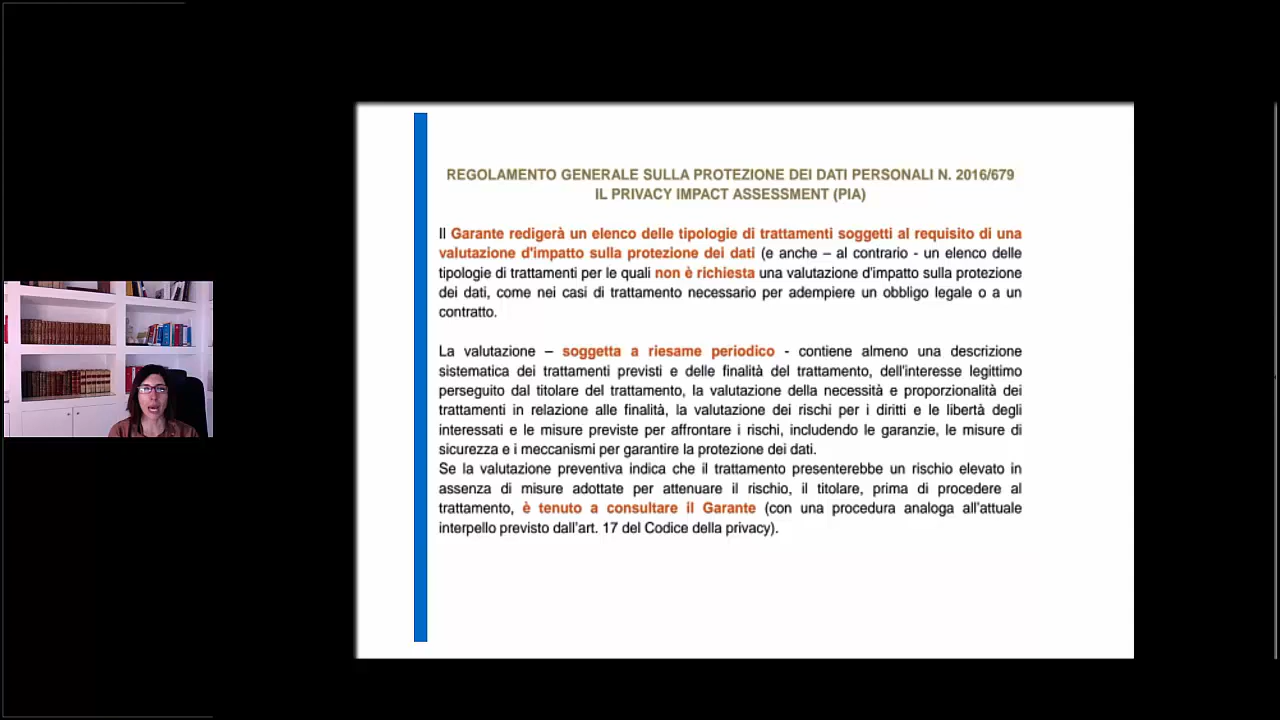 REGOLAMENTO GENERALE SULLA PROTEZIONE DEI DATI PERSONALI N. 2016/679
IL PRIVACY IMPACT ASSESSMENT (PIA)
Il Garante redigerà un elenco delle tipologie di trattamenti soggetti al requisito di una
valutazione d'impatto sulla protezione dei dati (e anche – al contrario - un elenco delle
tipologie di trattamenti per le quali non è richiesta una valutazione d'impatto sulla protezione
dei dati, come nei casi di trattamento necessario per adempiere un obbligo legale o a un
contratto.
La valutazione – soggetta a riesame periodico - contiene almeno una descrizione
sistematica dei trattamenti previsti e delle finalità del trattamento, dell'interesse legittimo
perseguito dal titolare del trattamento, la valutazione della necessità e proporzionalità dei
trattamenti in relazione alle finalità, la valutazione dei rischi per i diritti e le libertà degli
interessati e le misure previste per affrontare i rischi, includendo le garanzie, le misure di
sicurezza e i meccanismi per garantire la protezione dei dati.
Se la valutazione preventiva indica che il trattamento presenterebbe un rischio elevato in
assenza di misure adottate per attenuare il rischio, il titolare, prima di procedere al
trattamento, è tenuto a consultare il Garante (con una procedura analoga all'attuale
interpello previsto dall'art. 17 del Codice della privacy).